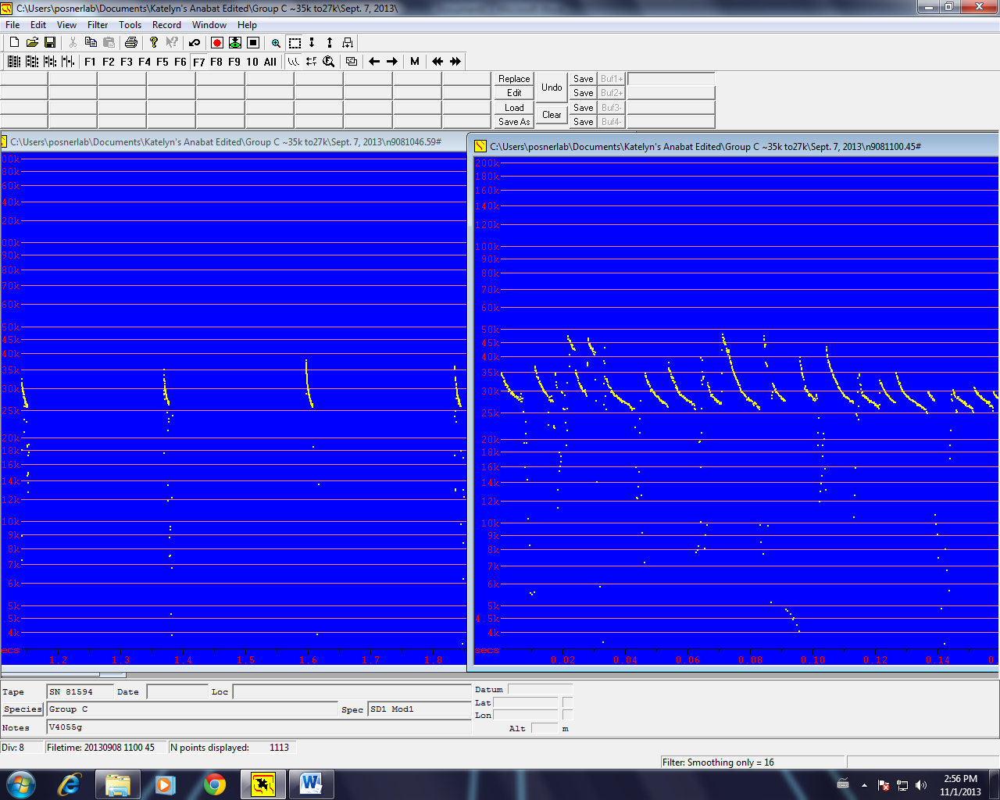 C:\Users\posnerlab\Documents\Katelyn's Anabat Edited\Group C ~35k to27k\Sept. 7, 2013\
File Edit View Filter Tools Record Window Help
F1 F2 F3 F4 F5 F6 F7 F8 F9 10 All M
Replace Undo Save Buf1+
Edit Save Buf2+
Load Clear Save Buf3-
Save As Save Buf4-
C:\Users\posnerlab\Documents\Katelyn's Anabat Edited\Group C ~35k to27k\Sept. 7, 2013\n9081046.59#
00k
80k
60k
40k
20k
00k
90k
80k
70k
60k
50k
45k
40k
35k
30k
25k
20k
18k
16k
14k
12k
10k
9k
8k
7k
6k
5k
4.5k
4k
secs 1.2 1.3 1.4 1.5 1.6 1.7 1.8
C:\Users\posnerlab\Documents\Katelyn's Anabat Edited\Group C ~35k to27k\Sept. 7, 2013\n9081100.45#
200k
180k
160k
140k
120k
100k
90k
80k
70k
60k
50k
45k
40k
35k
30k
25k
20k
18k
16k
14k
12k
10k
9k
8k
7k
6k
5k
4.5k
4k
secs 0.02 0.04 0.06 0.08 0.10 0.12 0.14 0.
Tape SN 81594 Date Loc
Species Group C Spec SD1 Mod1
Notes V4055g
Datum
Lat
Lon
Alt m
Div: 8 Filetime: 20130908 1100 45 N points displayed: 1113
Filter: Smoothing only = 16
2:56 PM
11/1/2013